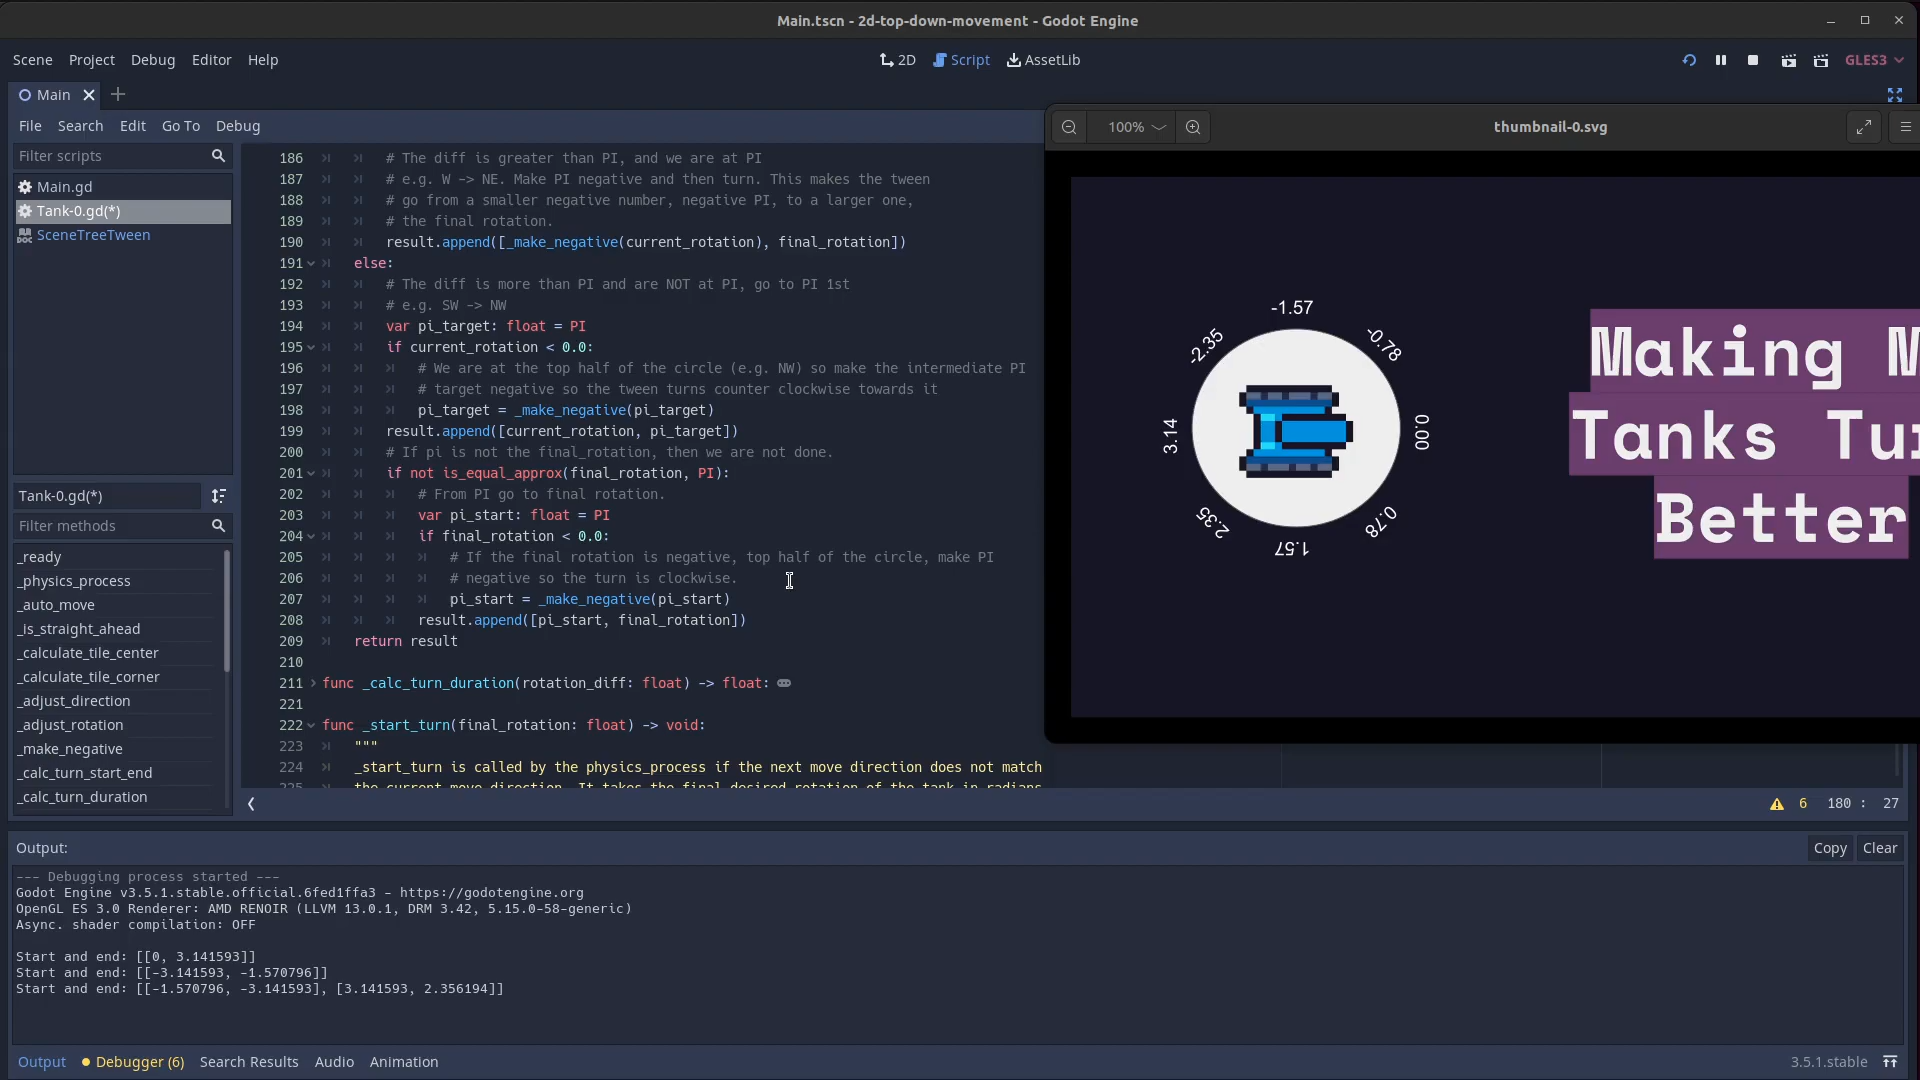 Main.tscn - 2d-top-down-movement - Godot Engine
Scene Project Debug Editor Help
2D Script AssetLib
GLES3
Main
File Search Edit Go To Debug
Filter scripts
Main.gd
Tank-0.gd(*)
SceneTreeTween
Tank-0.gd(*)
Filter methods
_ready
_physics_process
_auto_move
_is_straight_ahead
_calculate_tile_center
_calculate_tile_corner
_adjust_direction
_adjust_rotation
_make_negative
_calc_turn_start_end
_calc_turn_duration
186 # The diff is greater than PI, and we are at PI
187 # e.g. W -> NE. Make PI negative and then turn. This makes the tween
188 # go from a smaller negative number, negative PI, to a larger one,
189 # the final rotation.
190 result.append([_make_negative(current_rotation), final_rotation])
191 else:
192 # The diff is more than PI and are NOT at PI, go to PI 1st
193 # e.g. SW -> NW
194 var pi_target: float = PI
195 if current_rotation < 0.0:
196 # We are at the top half of the circle (e.g. NW) so make the intermediate PI
197 # target negative so the tween turns counter clockwise towards it
198 pi_target = _make_negative(pi_target)
199 result.append([current_rotation, pi_target])
200 # If pi is not the final_rotation, then we are not done.
201 if not is_equal_approx(final_rotation, PI):
202 # From PI go to final rotation.
203 var pi_start: float = PI
204 if final_rotation < 0.0:
205 # If the final rotation is negative, top half of the circle, make PI
206 # negative so the turn is clockwise.
207 pi_start = _make_negative(pi_start)
208 result.append([pi_start, final_rotation])
209 return result
210
211 func _calc_turn_duration(rotation_diff: float) -> float:
221
222 func _start_turn(final_rotation: float) -> void:
223 """
224 _start_turn is called by the physics_process if the next move direction does not match
225 the current move direction. It takes the final desired rotation of the tank in radians
100%
thumbnail-0.svg
-1.57
-2.35
-0.78
3.14
0.00
2.35
0.78
1.57
Making M
Tanks Tu
Better
6 180 : 27
Output:
Copy Clear
--- Debugging process started ---
Godot Engine v3.5.1.stable.official.6fed1ffa3 - https://godotengine.org
OpenGL ES 3.0 Renderer: AMD RENOIR (LLVM 13.0.1, DRM 3.42, 5.15.0-58-generic)
Async. shader compilation: OFF
Start and end: [[0, 3.141593]]
Start and end: [[-3.141593, -1.570796]]
Start and end: [[-1.570796, -3.141593], [3.141593, 2.356194]]
Output Debugger (6) Search Results Audio Animation
3.5.1.stable